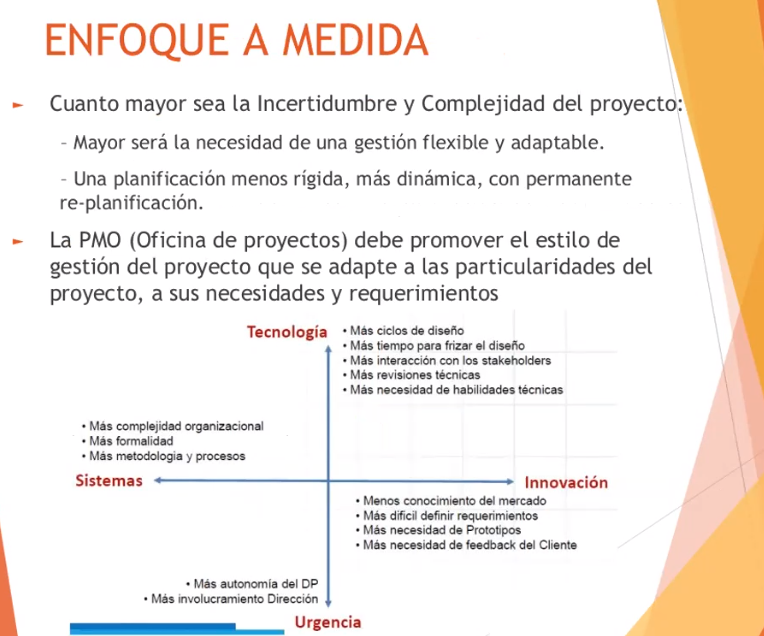 ENFOQUE A MEDIDA
► Cuanto mayor sea la Incertidumbre y Complejidad del proyecto:
- Mayor será la necesidad de una gestión flexible y adaptable.
- Una planificación menos rígida, más dinámica, con permanente
re-planificación.
► La PMO (Oficina de proyectos) debe promover el estilo de
gestión del proyecto que se adapte a las particularidades del
proyecto, a sus necesidades y requerimientos
Tecnología
• Más ciclos de diseño
• Más tiempo para frizar el diseño
• Más interacción con los stakeholders
• Más revisiones técnicas
• Más necesidad de habilidades técnicas
• Más complejidad organizacional
• Más formalidad
• Más metodologia y procesos
Sistemas
Innovación
• Menos conocimiento del mercado
• Más dificil definir requerimientos
• Más necesidad de Prototipos
• Más necesidad de feedback del Cliente
• Más autonomía del DP
• Más involucramiento Dirección
Urgencia